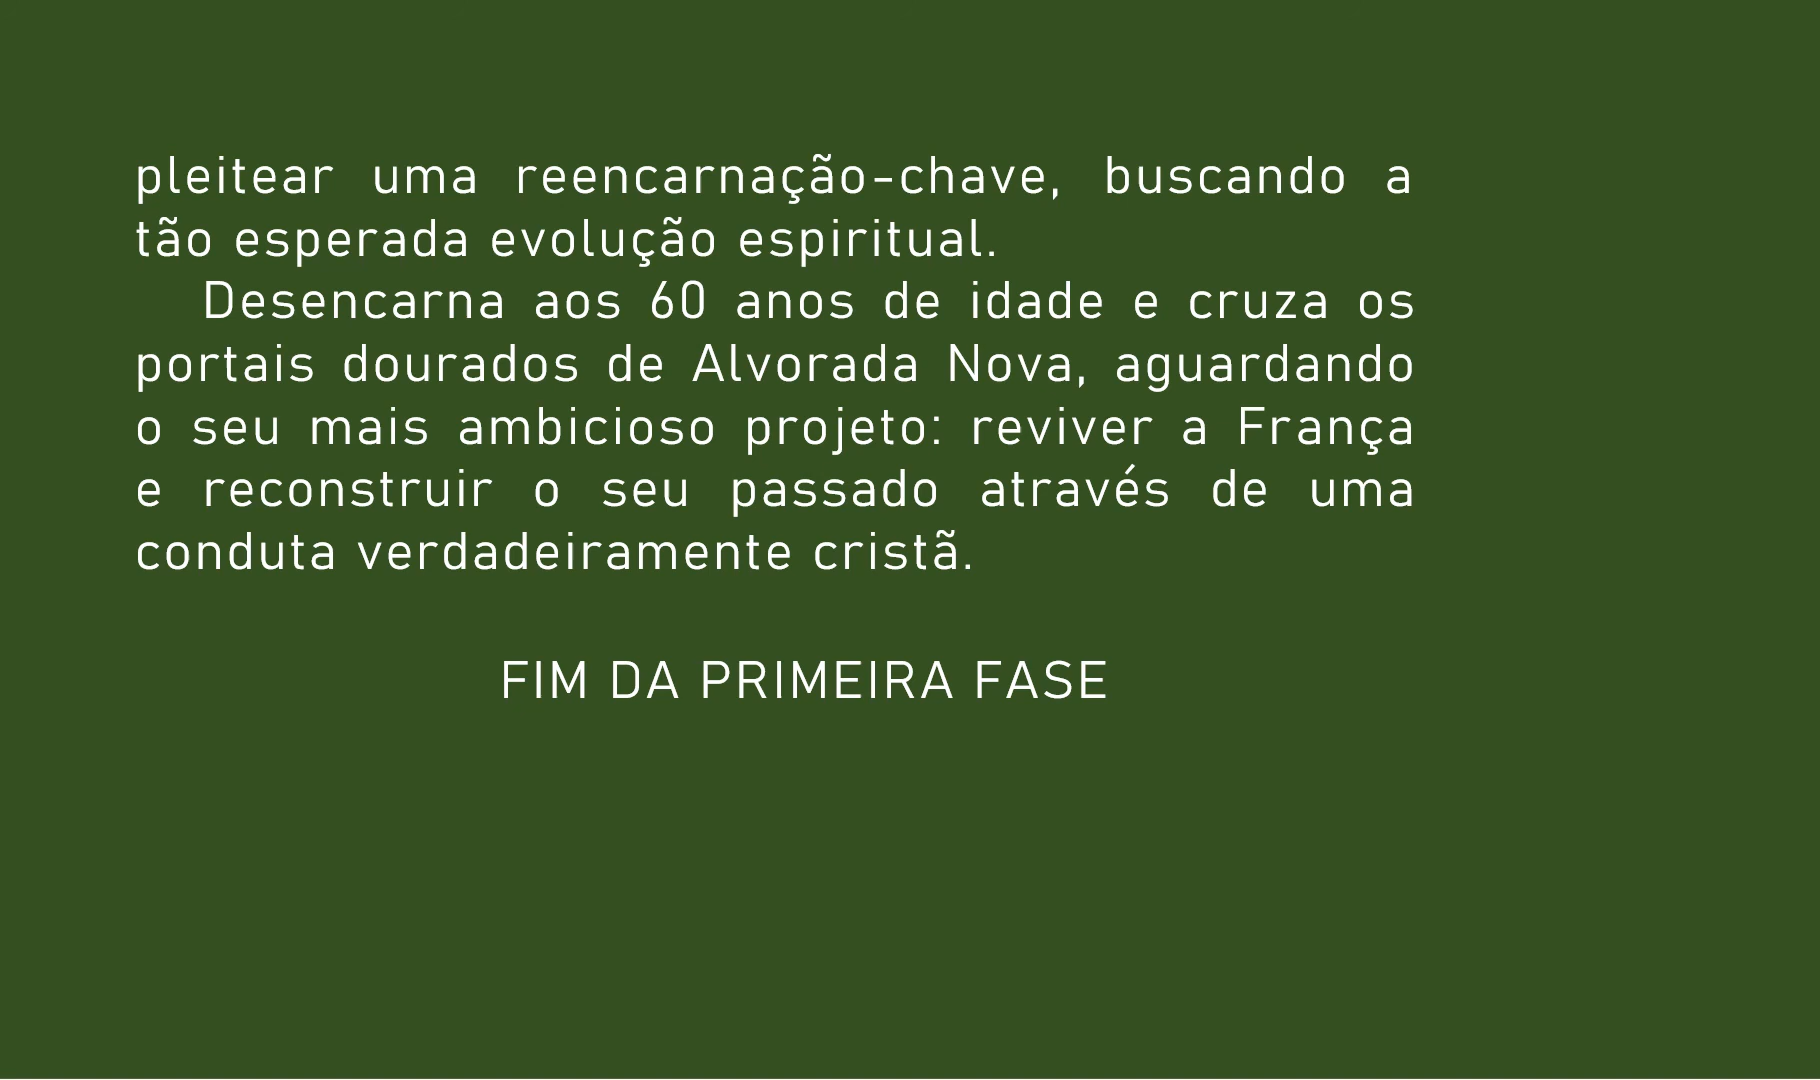 pleitear uma reencarnação-chave, buscando a
tão esperada evolução espiritual.
Desencarna aos 60 anos de idade e cruza os
portais dourados de Alvorada Nova, aguardando
o seu mais ambicioso projeto: reviver a França
e reconstruir o seu passado através de uma
conduta verdadeiramente cristã.
FIM DA PRIMEIRA FASE